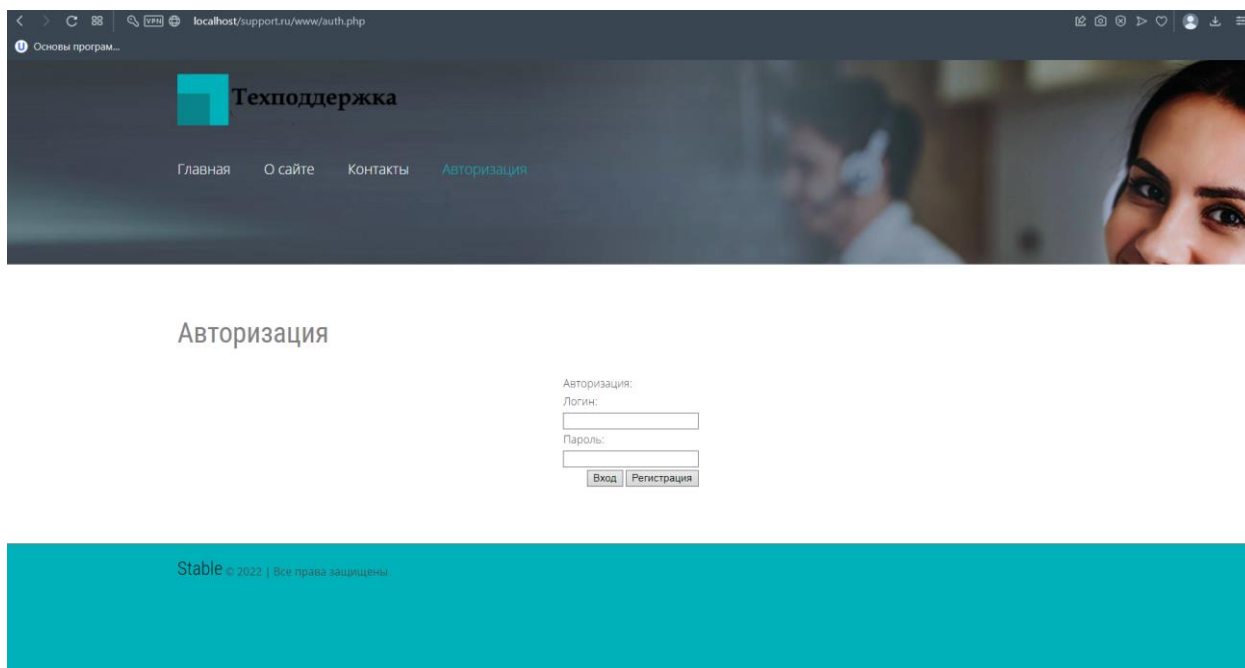 VPN localhost/support.ru/www/auth.php
U Основы програм...
Техподдержка
Главная О сайте Контакты Авторизация
Авторизация
Авторизация:
Логин:
Пароль:
Вход Регистрация
Stable © 2022 | Все права защищены